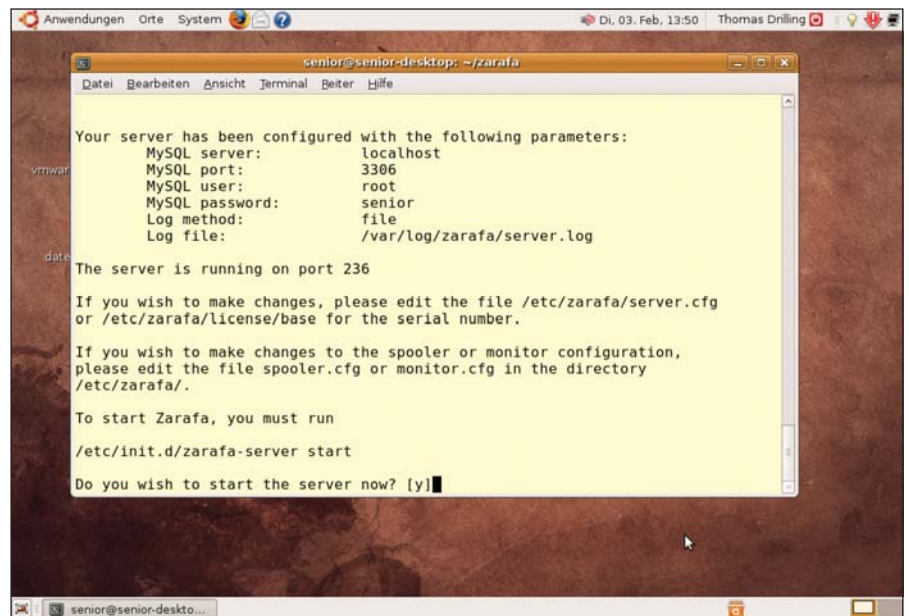 Anwendungen Orte System Di, 03. Feb, 13:50 Thomas Drilling
senior@senior-desktop: ~/zarafa
Datei Bearbeiten Ansicht Terminal Reiter Hilfe
Your server has been configured with the following parameters:
MySQL server: localhost
MySQL port: 3306
MySQL user: root
MySQL password: senior
Log method: file
Log file: /var/log/zarafa/server.log
The server is running on port 236
If you wish to make changes, please edit the file /etc/zarafa/server.cfg
or /etc/zarafa/license/base for the serial number.
If you wish to make changes to the spooler or monitor configuration,
please edit the file spooler.cfg or monitor.cfg in the directory
/etc/zarafa/.
To start Zarafa, you must run
/etc/init.d/zarafa-server start
Do you wish to start the server now? [y]
vmwar
date
senior@senior-deskto...